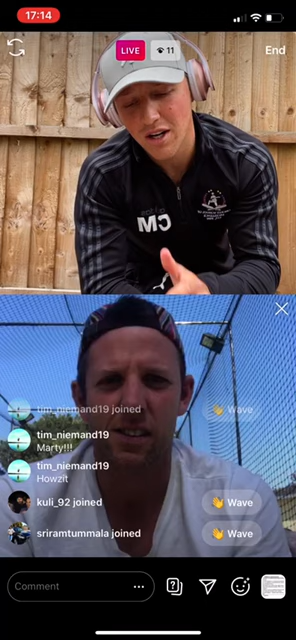 17:14
LIVE
11
End
MC
tim_niemand19 joined
Wave
tim_niemand19
Marty!!!
tim_niemand19
Howzit
kuli_92 joined
Wave
sriramtummala joined
Wave
Comment